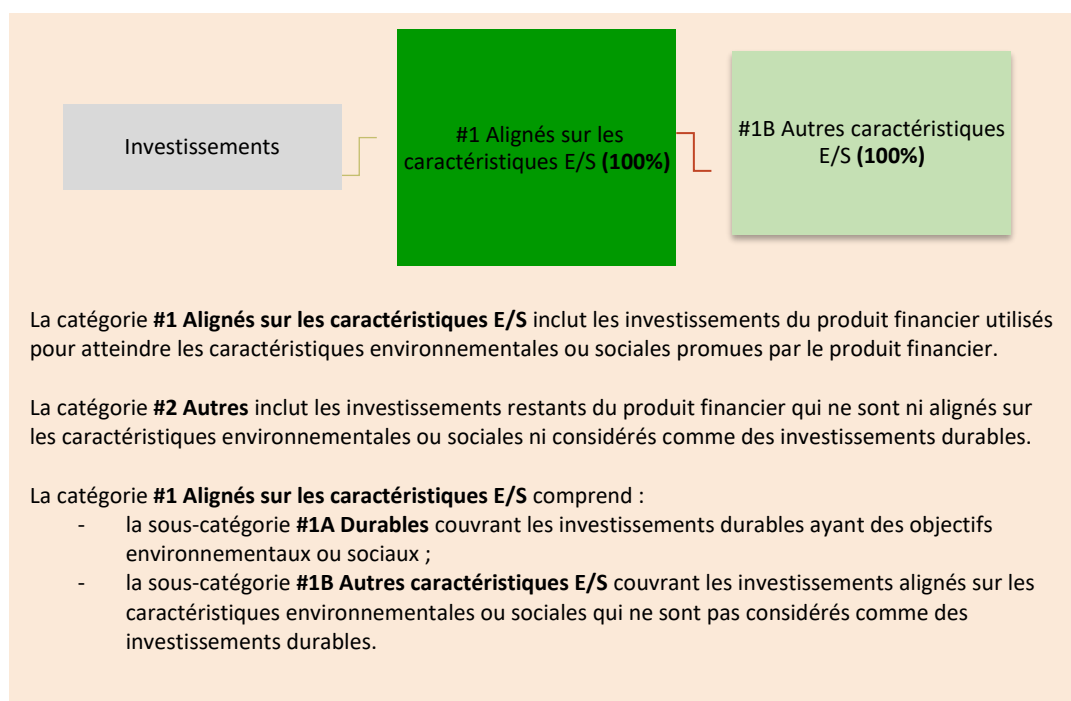 Investissements
#1 Alignés sur les
caractéristiques E/S (100%)
#1B Autres caractéristiques
E/S (100%)
La catégorie #1 Alignés sur les caractéristiques E/S inclut les investissements du produit financier utilisés
pour atteindre les caractéristiques environnementales ou sociales promues par le produit financier.
La catégorie #2 Autres inclut les investissements restants du produit financier qui ne sont ni alignés sur
les caractéristiques environnementales ou sociales ni considérés comme des investissements durables.
La catégorie #1 Alignés sur les caractéristiques E/S comprend :
- la sous-catégorie #1A Durables couvrant les investissements durables ayant des objectifs
environnementaux ou sociaux ;
- la sous-catégorie #1B Autres caractéristiques E/S couvrant les investissements alignés sur les
caractéristiques environnementales ou sociales qui ne sont pas considérés comme des
investissements durables.